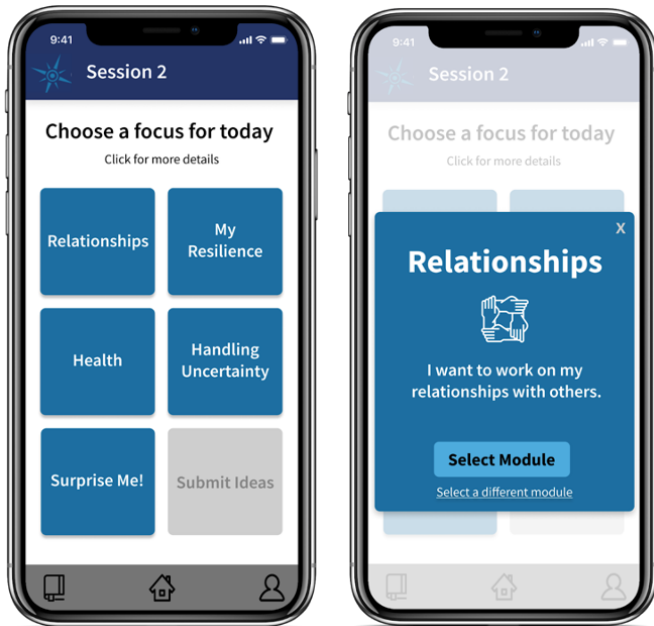 9:41
Session 2
Choose a focus for today
Click for more details
Relationships
My
Resilience
Health
Handling
Uncertainty
Surprise Me!
Submit Ideas
9:41
Session 2
Choose a focus for today
Click for more details
X
Relationships
I want to work on my
relationships with others.
Select Module
Select a different module